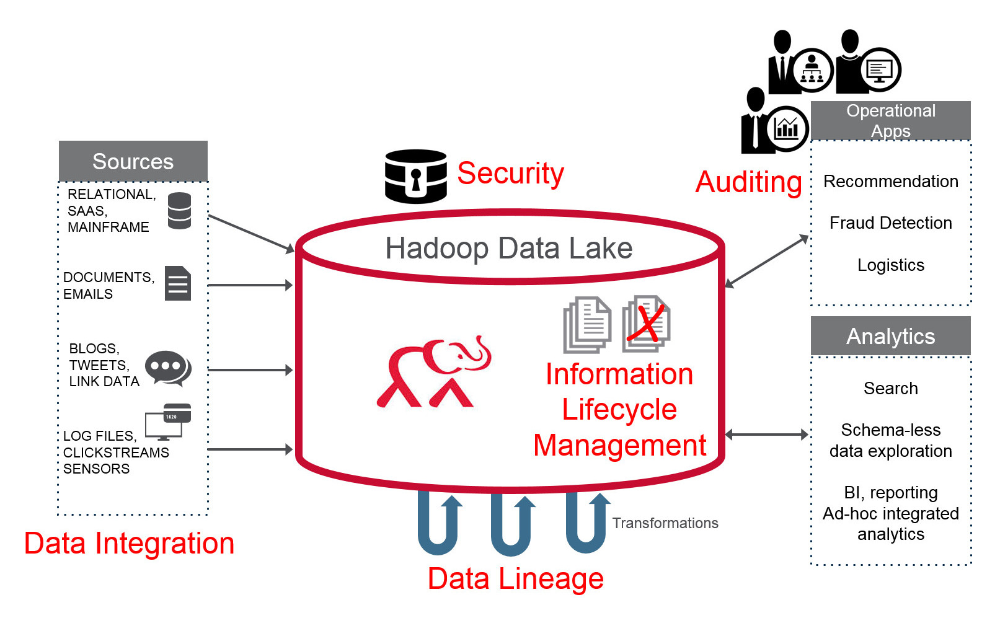 Sources
RELATIONAL,
SAAS,
MAINFRAME
DOCUMENTS,
EMAILS
BLOGS,
TWEETS,
LINK DATA
1020
LOG FILES,
CLICKSTREAMS
SENSORS
Data Integration
Security
Hadoop Data Lake
Information
Lifecycle
Management
Transformations
Data Lineage
Auditing
Operational
Apps
Recommendation
Fraud Detection
Logistics
Analytics
Search
Schema-less
data exploration
BI, reporting
Ad-hoc integrated
analytics